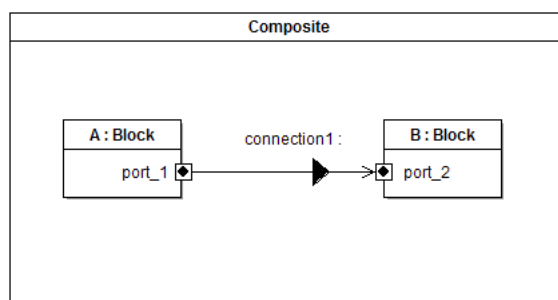 Composite
A : Block
connection1 :
B : Block
port_1
port_2